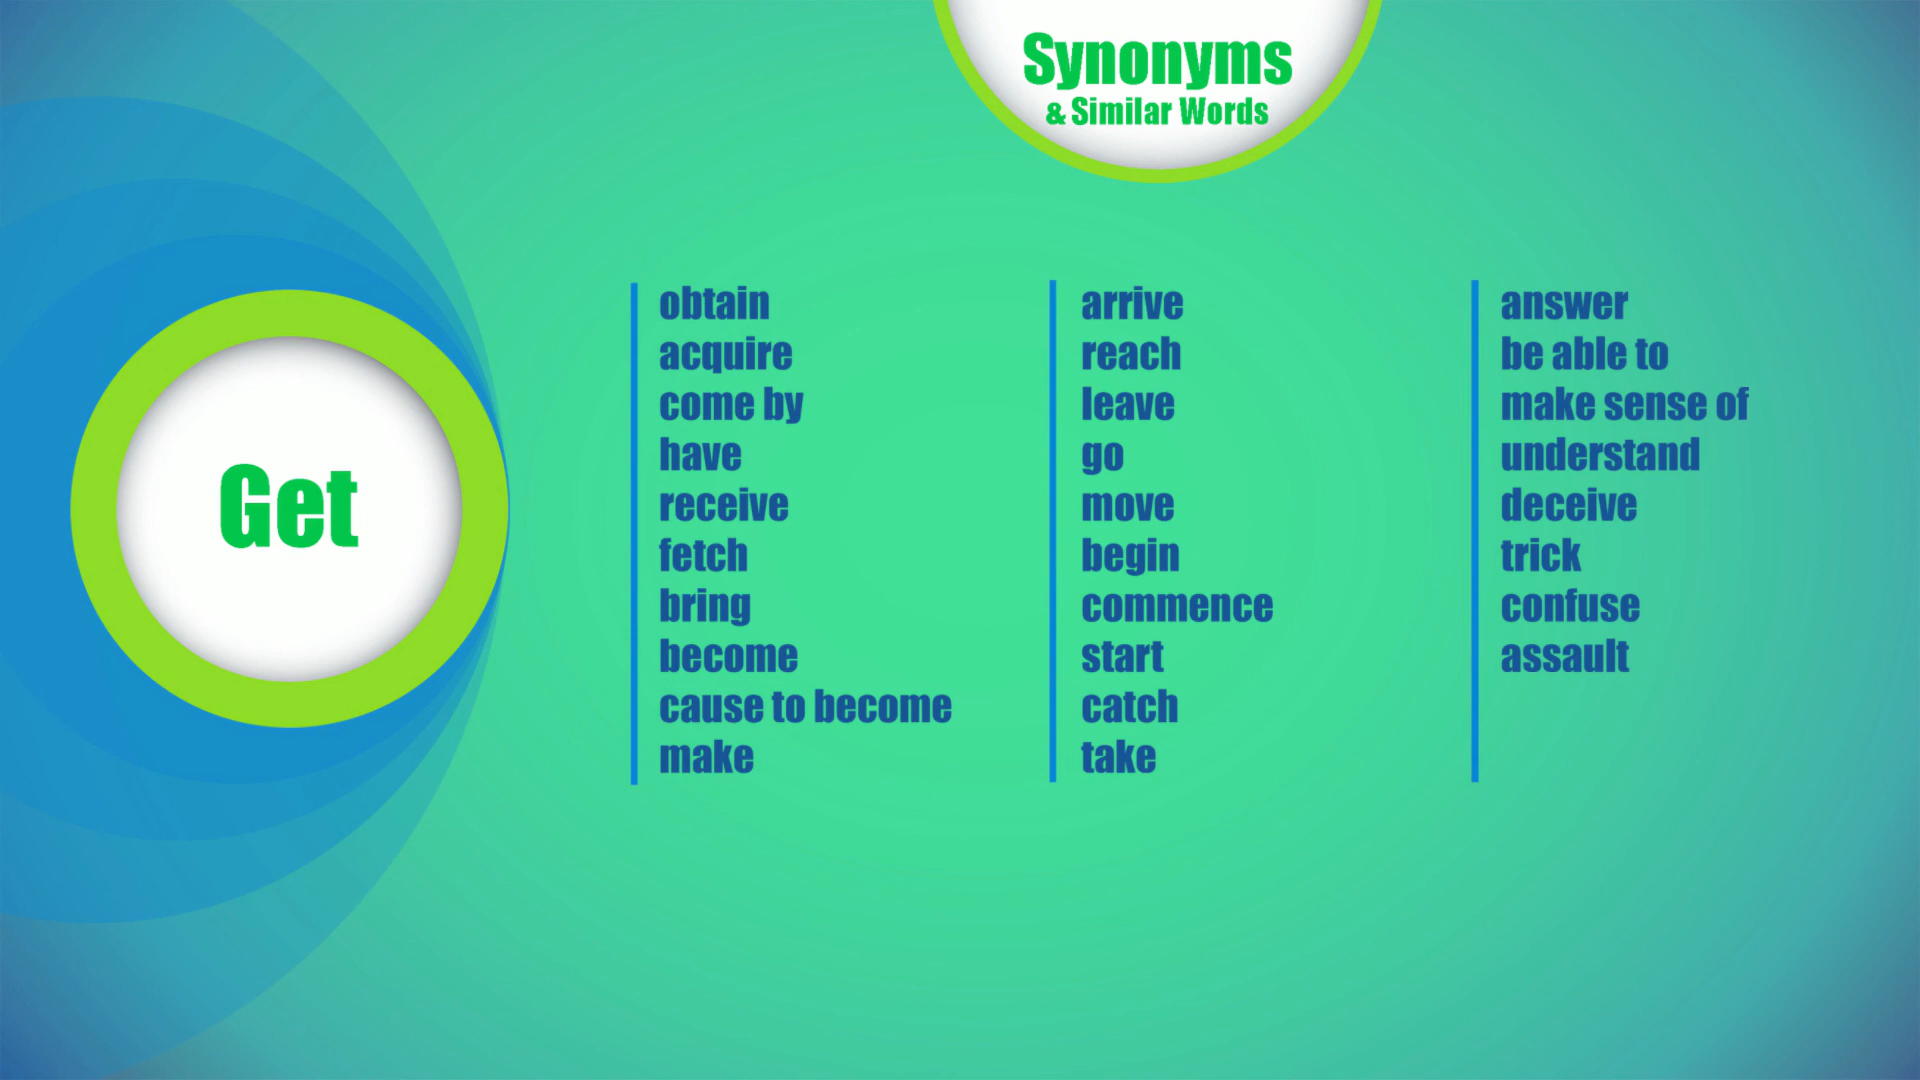 Synonyms
& Similar Words
Get
obtain
acquire
come by
have
receive
fetch
bring
become
cause to become
make
arrive
reach
leave
go
move
begin
commence
start
catch
take
answer
be able to
make sense of
understand
deceive
trick
confuse
assault